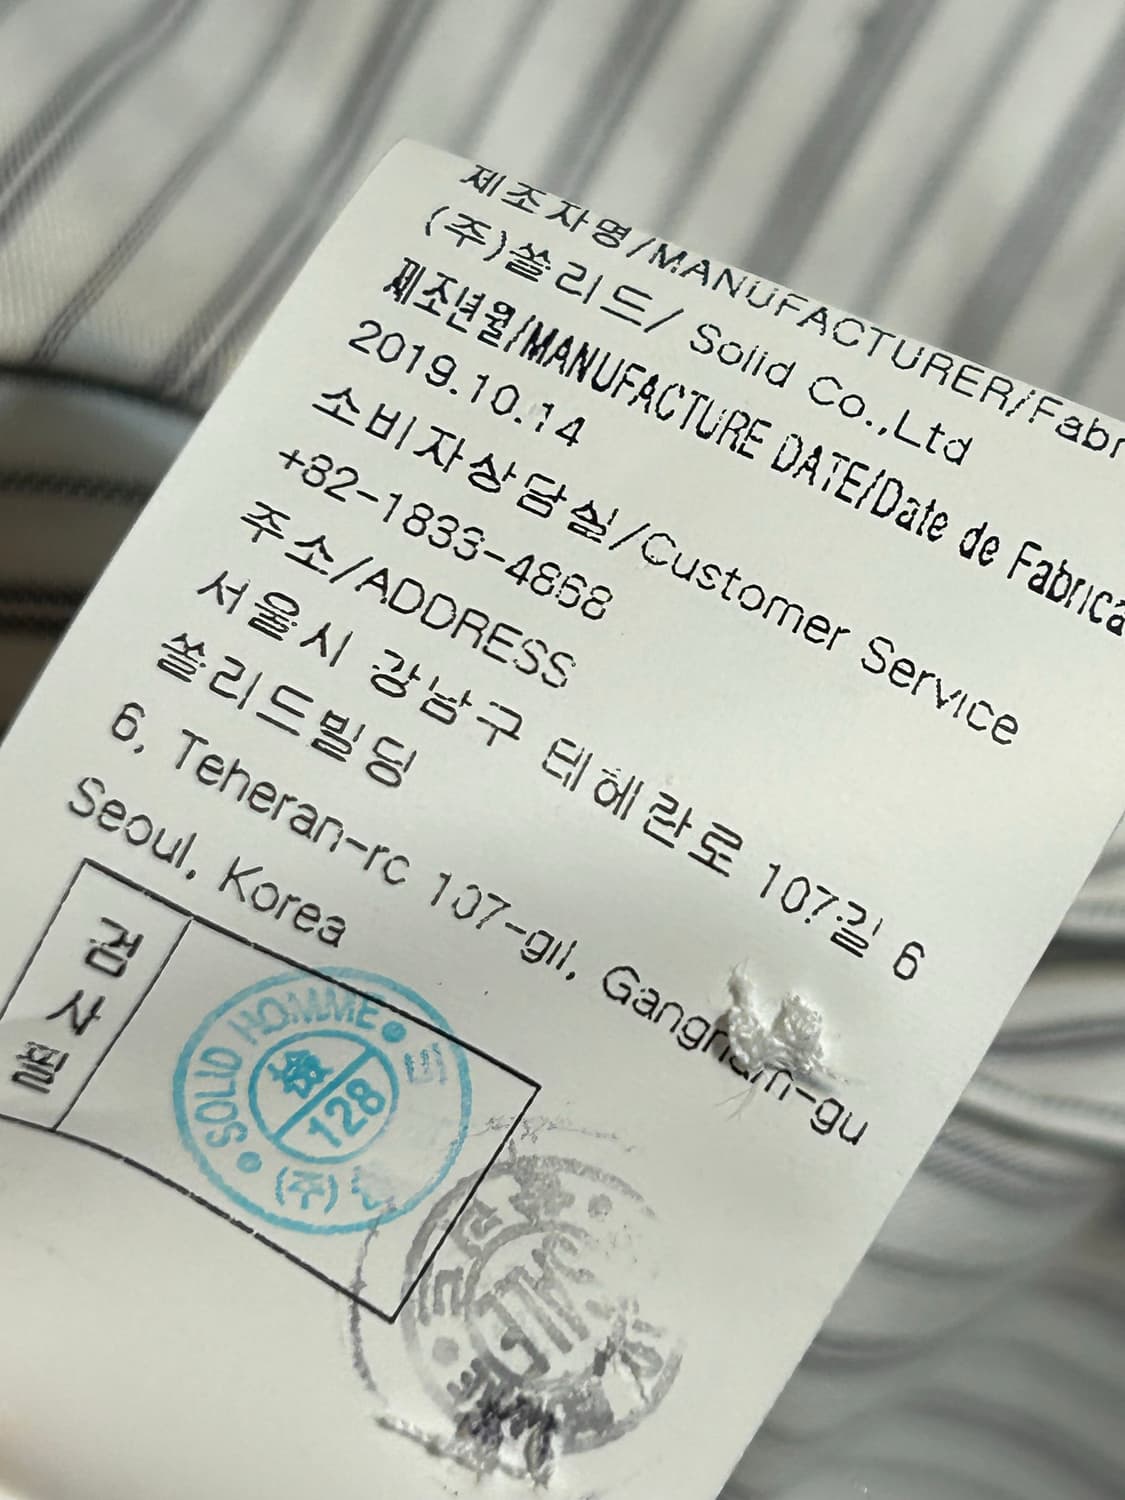 제조자명/MANUFACTURER/Fabr
(주)쏠리드/ Solid Co.,Ltd
제조년월/MANUFACTURE DATE/Date de Fabrica
2019.10.14
소비자상담실/Customer Service
+82-1833-4868
주소/ADDRESS
서울시 강남구 테헤란로 107길 6
쏠리드빌딩
6, Teheran-ro 107-gil, Gangnam-gu
Seoul, Korea
검사필
SOLID HOMME
檢
128
(주)